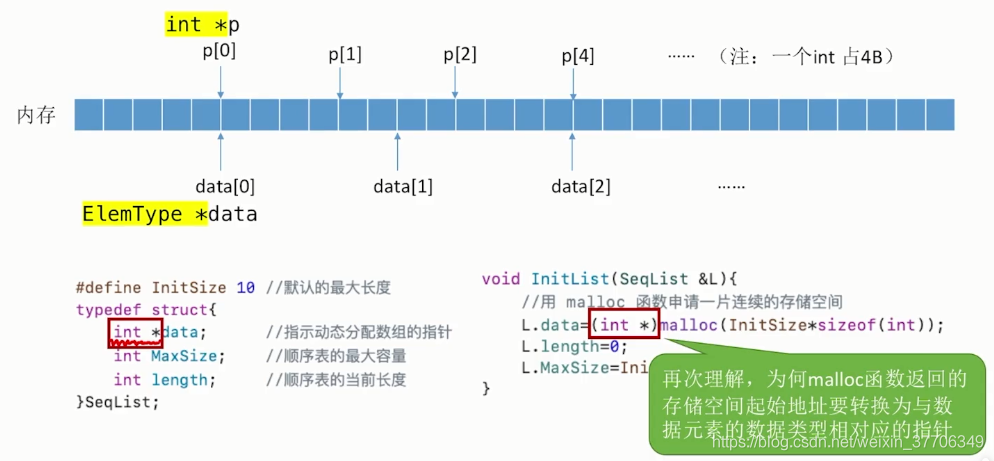 int *p
p[0]
p[1]
p[2]
p[4]
…… （注：一个int 占4B）
内存
data[0]
data[1]
data[2]
……
ElemType *data
#define InitSize 10 //默认的最大长度
typedef struct{
int *data; //指示动态分配数组的指针
int MaxSize; //顺序表的最大容量
int length; //顺序表的当前长度
}SeqList;
void InitList(SeqList &L){
//用 malloc 函数申请一片连续的存储空间
L.data=(int *)malloc(InitSize*sizeof(int));
L.length=0;
L.MaxSize=Ini
}
再次理解，为何malloc函数返回的
存储空间起始地址要转换为与数
据元素的数据类型相对应的指针
https://blog.csdn.net/weixin_37706349